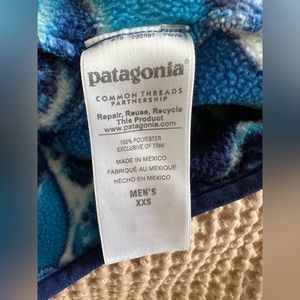 patagonia®
COMMON THREADS
PARTNERSHIP
Repair, Reuse, Recycle
This Product
www.patagonia.com
100% POLYESTER
EXCLUSIVE OF TRIM
MADE IN MEXICO
FABRIQUÉ AU MEXIQUE
HECHO EN MEXICO
MEN'S
XXS